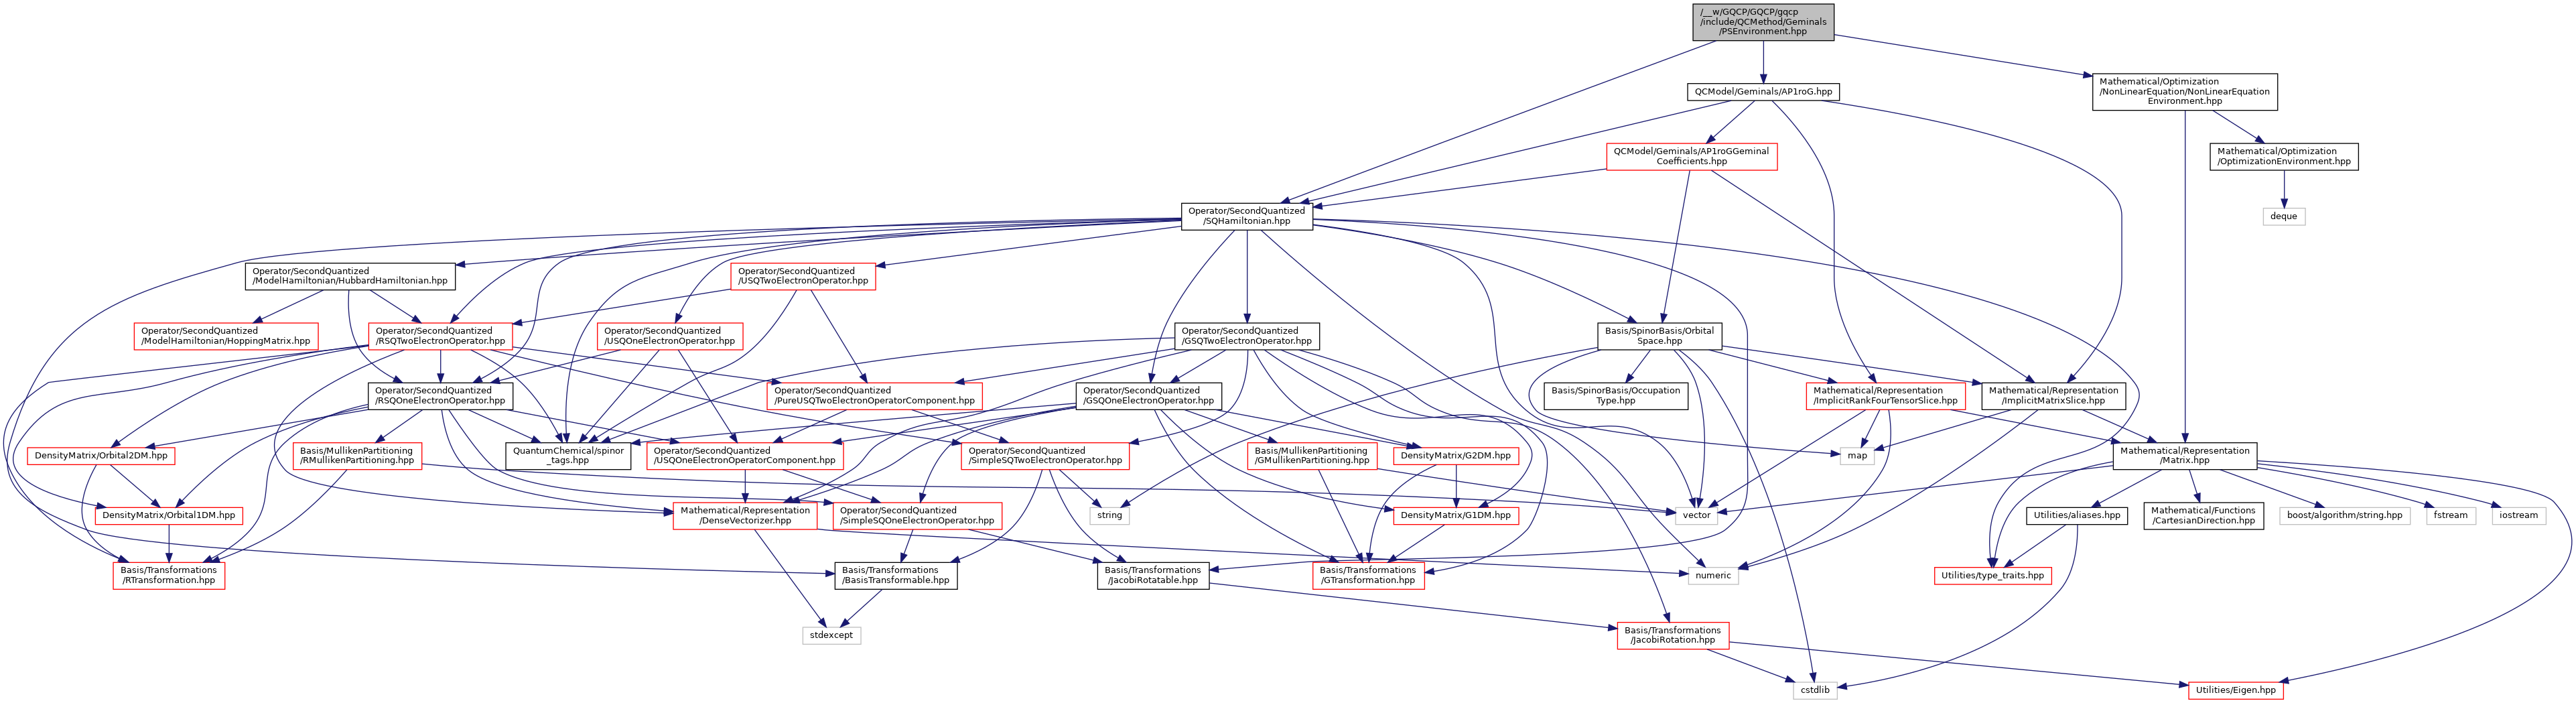 /__w/GQCP/GQCP/gqcp
/include/QCMethod/Geminals
/PSEnvironment.hpp
QCModel/Geminals/AP1roG.hpp
Mathematical/Optimization
/NonLinearEquation/NonLinearEquation
Environment.hpp
QCModel/Geminals/AP1roGGeminal
Coefficients.hpp
Mathematical/Optimization
/OptimizationEnvironment.hpp
Operator/SecondQuantized
/SQHamiltonian.hpp
deque
Operator/SecondQuantized
/ModelHamiltonian/HubbardHamiltonian.hpp
Operator/SecondQuantized
/USQTwoElectronOperator.hpp
Operator/SecondQuantized
/ModelHamiltonian/HoppingMatrix.hpp
Operator/SecondQuantized
/RSQTwoElectronOperator.hpp
Operator/SecondQuantized
/USQOneElectronOperator.hpp
Operator/SecondQuantized
/GSQTwoElectronOperator.hpp
Basis/SpinorBasis/Orbital
Space.hpp
Operator/SecondQuantized
/RSQOneElectronOperator.hpp
Operator/SecondQuantized
/PureUSQTwoElectronOperatorComponent.hpp
Operator/SecondQuantized
/GSQOneElectronOperator.hpp
Basis/SpinorBasis/Occupation
Type.hpp
Mathematical/Representation
/ImplicitRankFourTensorSlice.hpp
Mathematical/Representation
/ImplicitMatrixSlice.hpp
DensityMatrix/Orbital2DM.hpp
Basis/MullikenPartitioning
/RMullikenPartitioning.hpp
QuantumChemical/spinor
_tags.hpp
Operator/SecondQuantized
/USQOneElectronOperatorComponent.hpp
Operator/SecondQuantized
/SimpleSQTwoElectronOperator.hpp
Basis/MullikenPartitioning
/GMullikenPartitioning.hpp
DensityMatrix/G2DM.hpp
map
Mathematical/Representation
/Matrix.hpp
DensityMatrix/Orbital1DM.hpp
Mathematical/Representation
/DenseVectorizer.hpp
Operator/SecondQuantized
/SimpleSQOneElectronOperator.hpp
string
DensityMatrix/G1DM.hpp
vector
Utilities/aliases.hpp
Mathematical/Functions
/CartesianDirection.hpp
boost/algorithm/string.hpp
fstream
iostream
Basis/Transformations
/RTransformation.hpp
Basis/Transformations
/BasisTransformable.hpp
Basis/Transformations
/JacobiRotatable.hpp
Basis/Transformations
/GTransformation.hpp
numeric
Utilities/type_traits.hpp
stdexcept
Basis/Transformations
/JacobiRotation.hpp
cstdlib
Utilities/Eigen.hpp